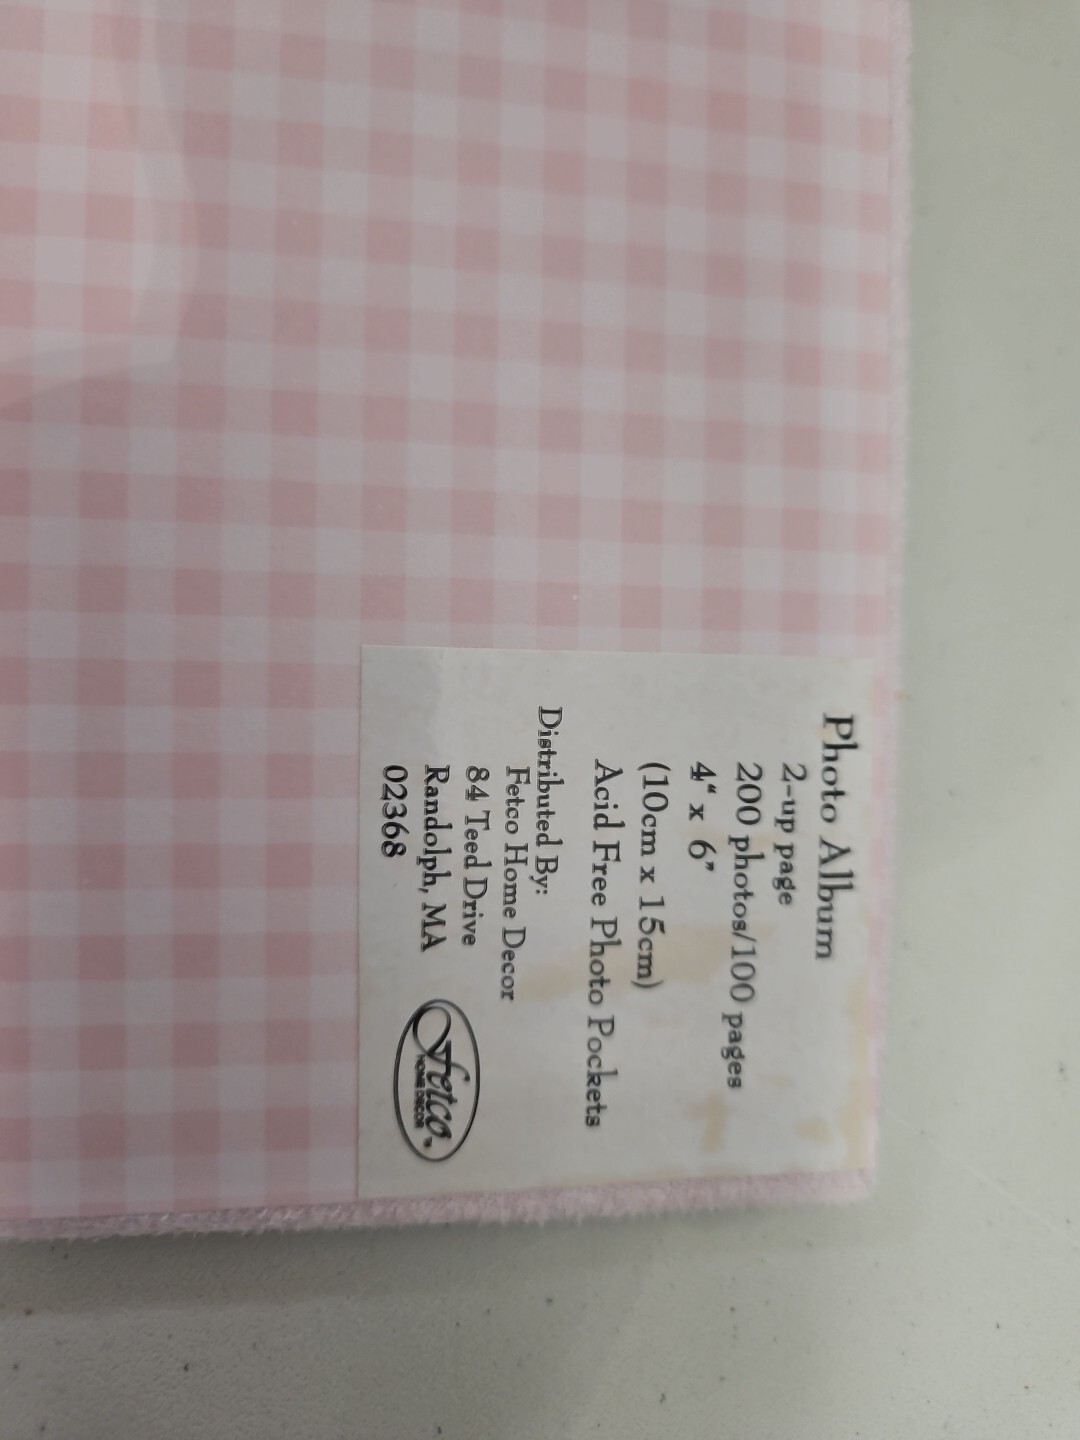 Photo Album
2-up page
200 photos/100 pages
4“ x 6”
(10cm x 15cm)
Acid Free Photo Pockets
Distributed By:
Fetco Home Decor
84 Teed Drive
Randolph, MA
02368
Fetco™
HOME DECOR